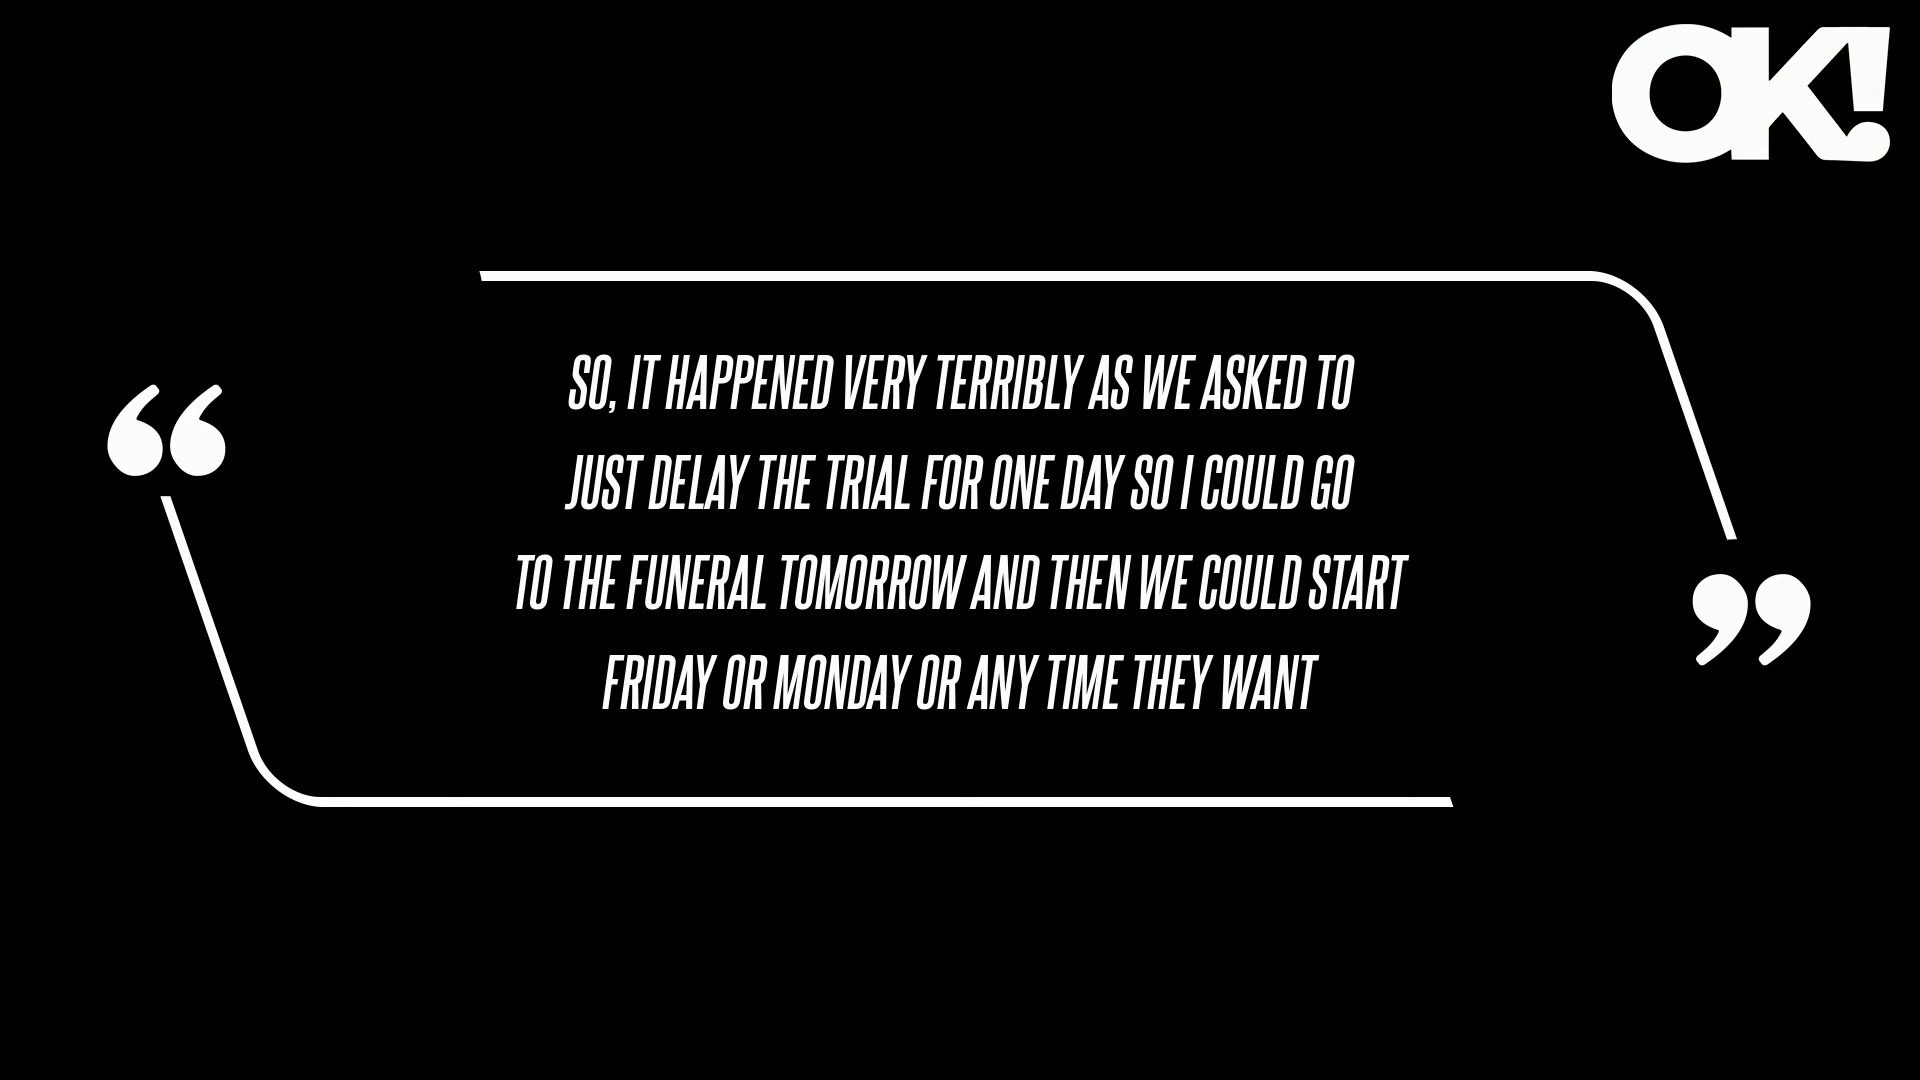 OK!
“
SO, IT HAPPENED VERY TERRIBLY AS WE ASKED TO
JUST DELAY THE TRIAL FOR ONE DAY SO I COULD GO
TO THE FUNERAL TOMORROW AND THEN WE COULD START
FRIDAY OR MONDAY OR ANY TIME THEY WANT
”